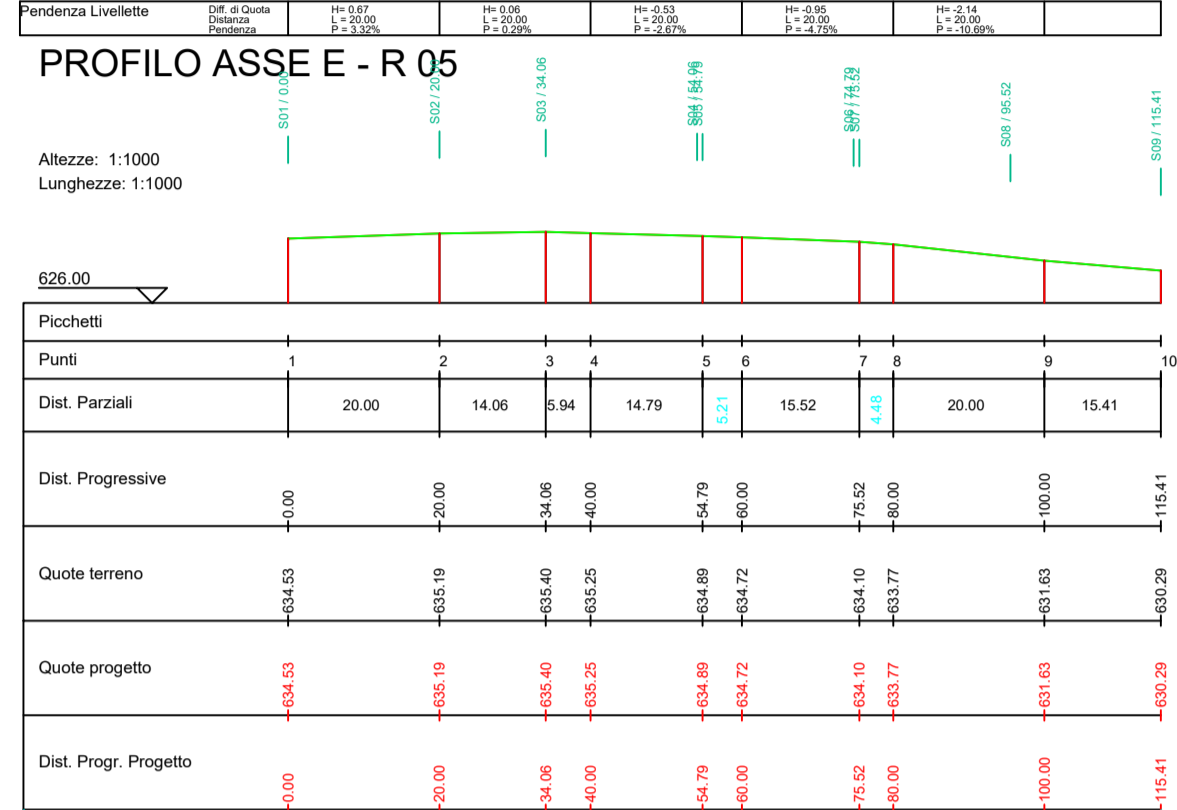 Pendenza Livellette
Diff. di Quota H= 0.67 H= 0.06 H= -0.53 H= -0.95 H= -2.14
Distanza L = 20.00 L = 20.00 L = 20.00 L = 20.00 L = 20.00
Pendenza P = 3.32% P = 0.29% P = -2.67% P = -4.75% P = -10.69%
PROFILO ASSE E - R 05
S01 / 0.00
S02 / 20.00
S03 / 34.06
S04 / 54.06
S05 / 54.79
S06 / 74.79
S07 / 75.52
S08 / 95.52
S09 / 115.41
Altezze: 1:1000
Lunghezze: 1:1000
626.00
Picchetti
Punti 1 2 3 4 5 6 7 8 9 10
Dist. Parziali 20.00 14.06 5.94 14.79 5.21 15.52 4.48 20.00 15.41
Dist. Progressive 0.00 20.00 34.06 40.00 54.79 60.00 75.52 80.00 100.00 115.41
Quote terreno 634.53 635.19 635.40 635.25 634.89 634.72 634.10 633.77 631.63 630.29
Quote progetto 634.53 635.19 635.40 635.25 634.89 634.72 634.10 633.77 631.63 630.29
Dist. Progr. Progetto 0.00 20.00 34.06 40.00 54.79 60.00 75.52 80.00 100.00 115.41